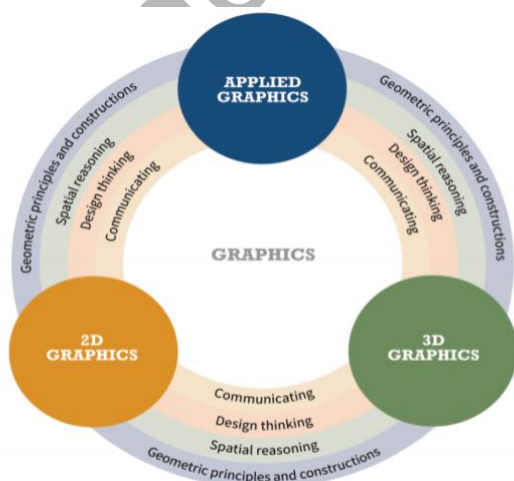 APPLIED
GRAPHICS
Geometric principles and constructions
Spatial reasoning
Design thinking
Communicating
Geometric principles and constructions
Spatial reasoning
Design thinking
Communicating
GRAPHICS
2D
GRAPHICS
3D
GRAPHICS
Communicating
Design thinking
Spatial reasoning
Geometric principles and constructions